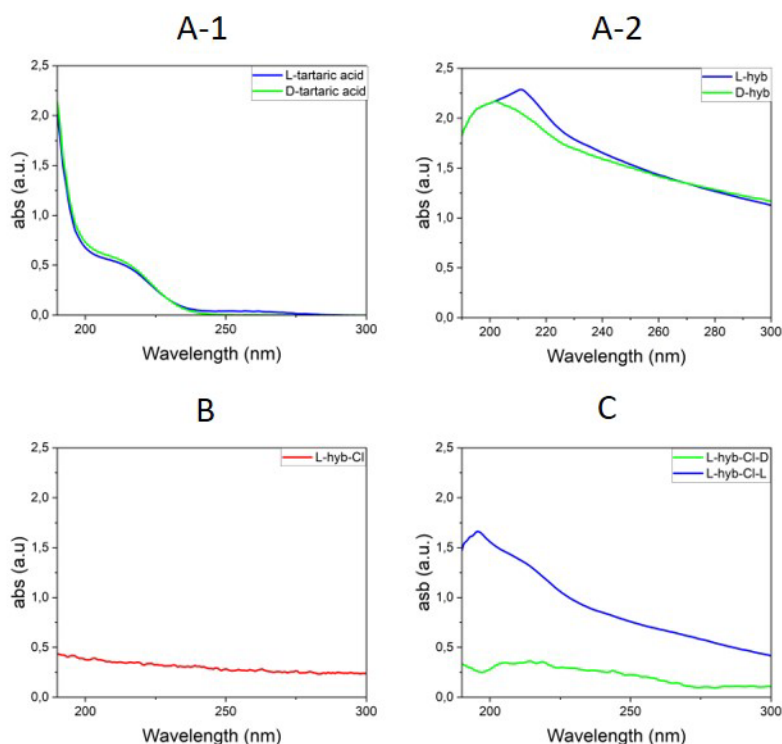 A-1
A-2
2,5
2,0
1,5
1,0
0,5
0,0
abs (a.u.)
L-tartaric acid
D-tartaric acid
200
250
300
Wavelength (nm)
2,5
2,0
1,5
1,0
0,5
0,0
abs (a.u.)
L-hyb
D-hyb
200
220
240
260
280
300
Wavelength (nm)
B
C
2,5
2,0
1,5
1,0
0,5
0,0
abs (a.u)
L-hyb-Cl
200
250
300
Wavelength (nm)
2,5
2,0
1,5
1,0
0,5
0,0
asb (a.u.)
L-hyb-Cl-D
L-hyb-Cl-L
200
250
300
Wavelength (nm)